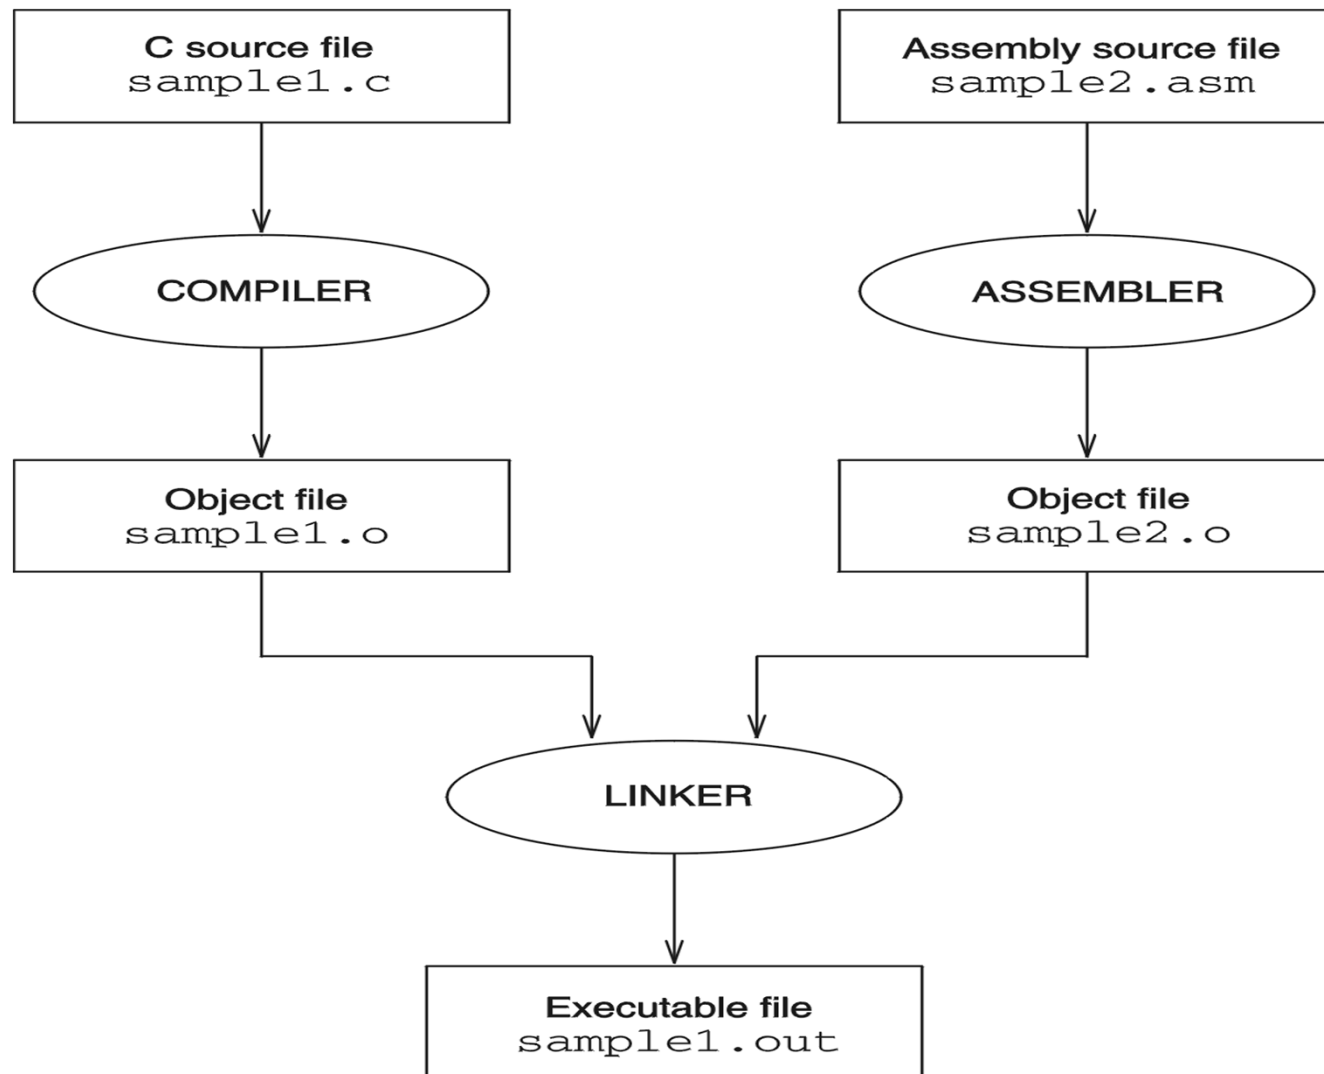 C source file
sample1.c
Assembly source file
sample2.asm
COMPILER
ASSEMBLER
Object file
sample1.o
Object file
sample2.o
LINKER
Executable file
sample1.out